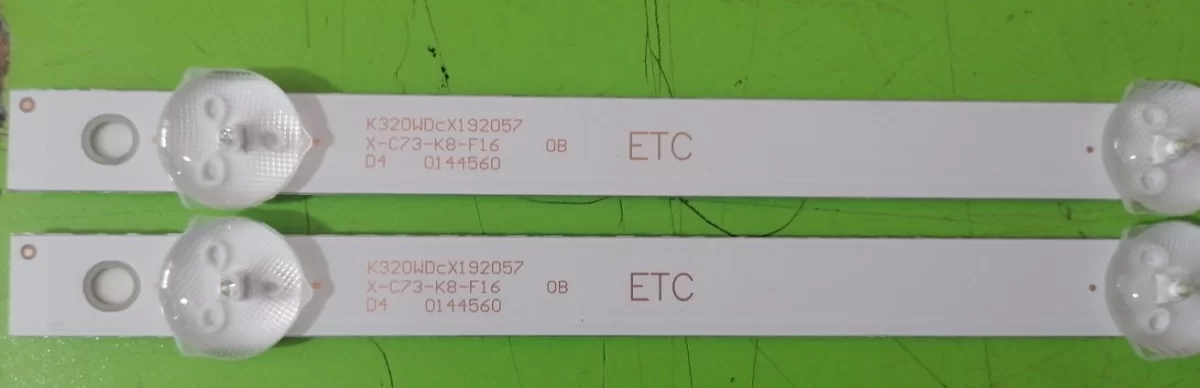 K320WDcX192057
X-C73-K8-F16 0B ETC
D4 0144560
K320WDcX192057
X-C73-K8-F16 0B ETC
D4 0144560